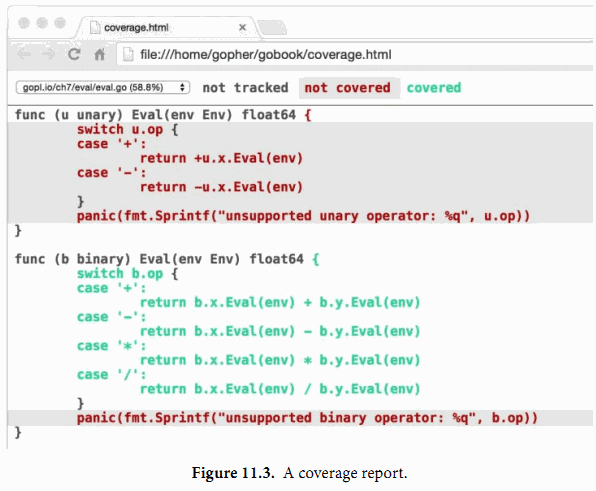 coverage.html
file:///home/gopher/gobook/coverage.html
gopl.io/ch7/eval/eval.go (58.8%) not tracked not covered covered
func (u unary) Eval(env Env) float64 {
        switch u.op {
        case '+':
                return +u.x.Eval(env)
        case '-':
                return -u.x.Eval(env)
        }
        panic(fmt.Sprintf("unsupported unary operator: %q", u.op))
}
func (b binary) Eval(env Env) float64 {
        switch b.op {
        case '+':
                return b.x.Eval(env) + b.y.Eval(env)
        case '-':
                return b.x.Eval(env) - b.y.Eval(env)
        case '*':
                return b.x.Eval(env) * b.y.Eval(env)
        case '/':
                return b.x.Eval(env) / b.y.Eval(env)
        }
        panic(fmt.Sprintf("unsupported binary operator: %q", b.op))
}
Figure 11.3. A coverage report.